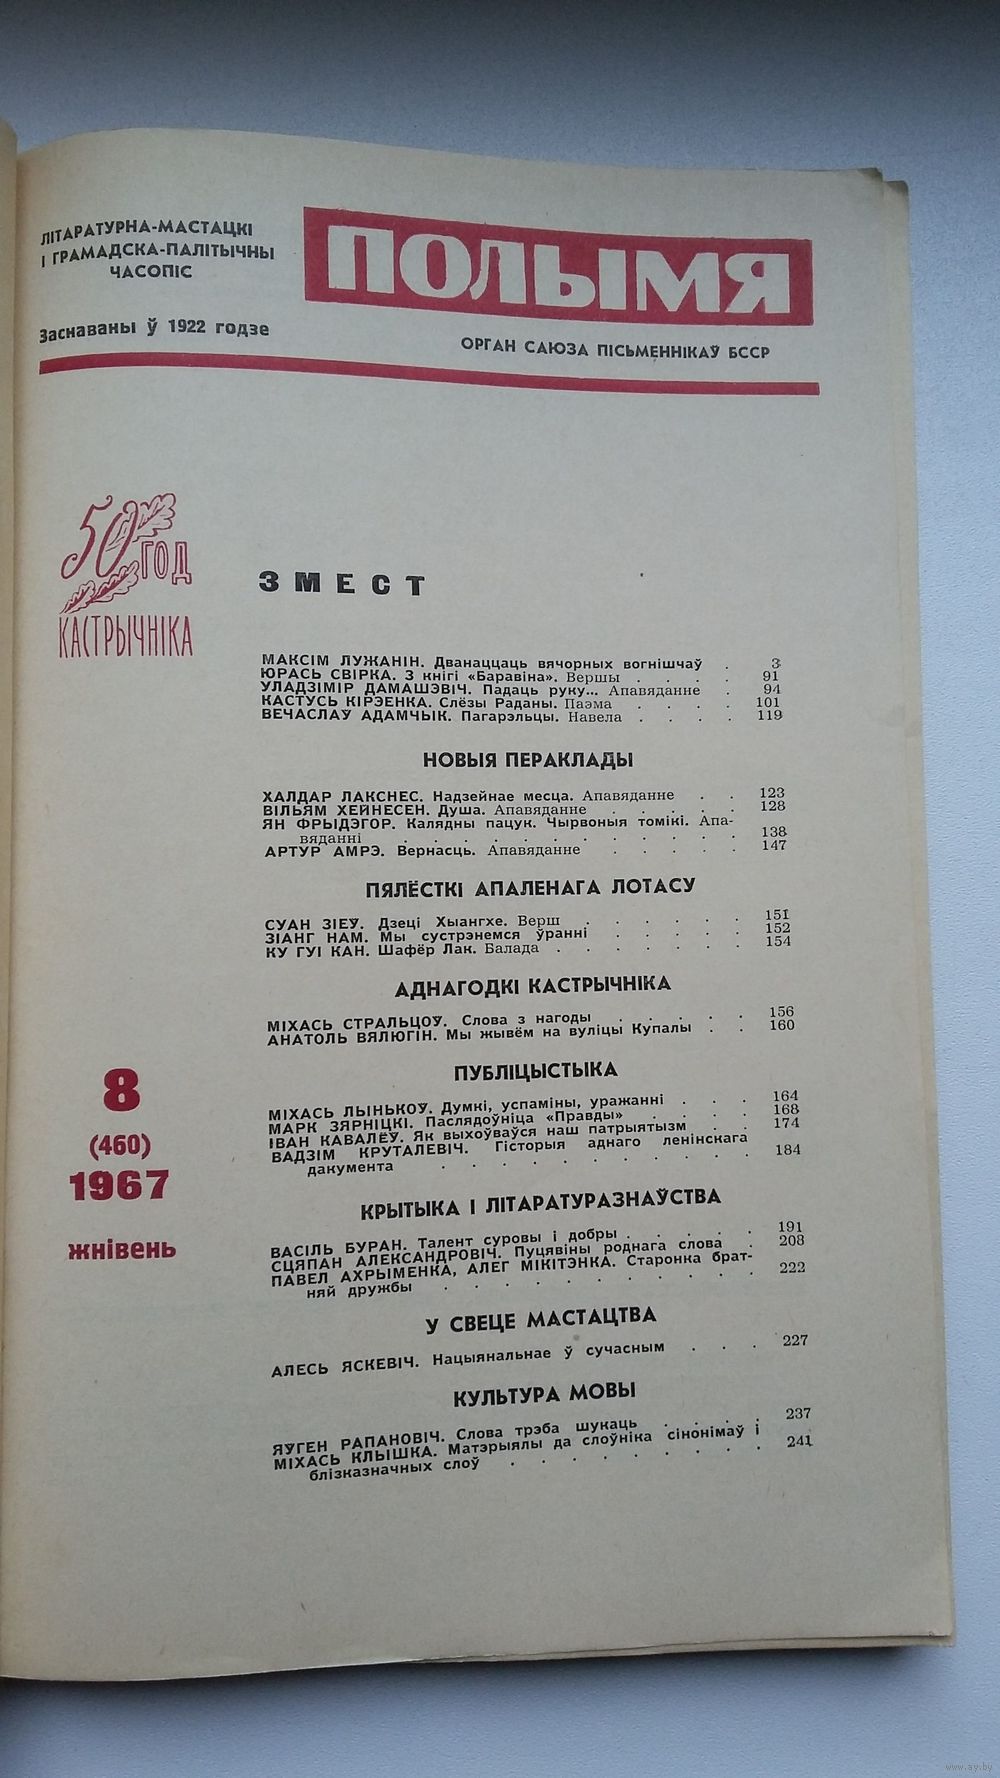 ЛІТАРАТУРНА-МАСТАЦКІ
І ГРАМАДСКА-ПАЛІТЫЧНЫ
ЧАСОПІС
Заснаваны ў 1922 годзе
ПОЛЫМЯ
ОРГАН САЮЗА ПІСЬМЕННІКАЎ БССР
50 ГОД
КАСТРЫЧНІКА
ЗМЕСТ
МАКСІМ ЛУЖАНІН. Дванаццаць вячорных вогнішчаў . 3
ЮРАСЬ СВІРКА. З кнігі «Баравіна». Вершы . . . . 91
УЛАДЗІМІР ДАМАШЭВІЧ. Падаць руку... Апавяданне . 94
КАСТУСЬ КІРЭЕНКА. Слёзы Раданы. Паэма . . . . 101
ВЕЧАСЛАЎ АДАМЧЫК. Пагарэльцы. Навела . . . . 119
НОВЫЯ ПЕРАКЛАДЫ
ХАЛДАР ЛАКСНЕС. Надзейнае месца. Апавяданне . . 123
ВІЛЬЯМ ХЕЙНЕСЕН. Душа. Апавяданне . . . . . 128
ЯН ФРЫДЭГОР. Калядны пацук. Чырвоныя томікі. Апа-
вяданні . . . . . . . . . . . 138
АРТУР АМРЭ. Вернасць. Апавяданне . . . . . 147
ПЯЛЁСТКІ АПАЛЕНАГА ЛОТАСУ
СУАН ЗІЕЎ. Дзеці Хыангхе. Верш . . . . . . 151
ЗІАНГ НАМ. Мы сустрэнемся ўранні . . . . . 152
КУ ГУІ КАН. Шафёр Лак. Балада . . . . . . . 154
АДНАГОДКІ КАСТРЫЧНІКА
МІХАСЬ СТРАЛЬЦОЎ. Слова з нагоды . . . . . 156
АНАТОЛЬ ВЯЛЮГІН. Мы жывём на вуліцы Купалы . . 160
ПУБЛІЦЫСТЫКА
МІХАСЬ ЛЫНЬКОЎ. Думкі, успаміны, уражанні . . . 164
МАРК ЗЯРНІЦКІ. Паслядоўніца «Правды» . . . . 168
ІВАН КАВАЛЁЎ. Як выхоўваўся наш патрыятызм . . 174
ВАДЗІМ КРУТАЛЕВІЧ. Гісторыя аднаго ленінскага
дакумента . . . . . . . . . . 184
КРЫТЫКА І ЛІТАРАТУРАЗНАЎСТВА
ВАСІЛЬ БУРАН. Талент суровы і добры . . . . . 191
СЦЯПАН АЛЕКСАНДРОВІЧ. Пуцявіны роднага слова . 208
ПАВЕЛ АХРЫМЕНКА, АЛЕГ МІКІТЭНКА. Старонка брат-
няй дружбы . . . . . . . . . . 222
У СВЕЦЕ МАСТАЦТВА
АЛЕСЬ ЯСКЕВІЧ. Нацыянальнае ў сучасным . . . 227
КУЛЬТУРА МОВЫ
ЯЎГЕН РАПАНОВІЧ. Слова трэба шукаць . . . . 237
МІХАСЬ КЛЫШКА. Матэрыялы да слоўніка сінонімаў і
блізказначных слоў . . . . . . . . 241
8
(460)
1967
жнівень
www.ay.by